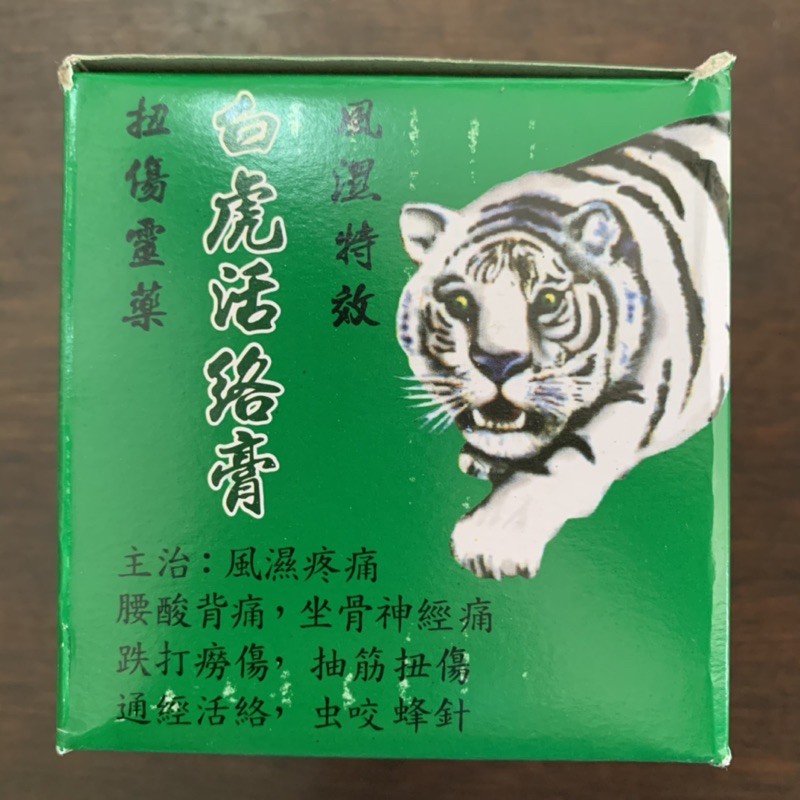 風濕特效
白虎活絡膏
扭傷靈藥
主治：風濕疼痛
腰酸背痛，坐骨神經痛
跌打癆傷，抽筋扭傷
通經活絡，虫咬蜂針